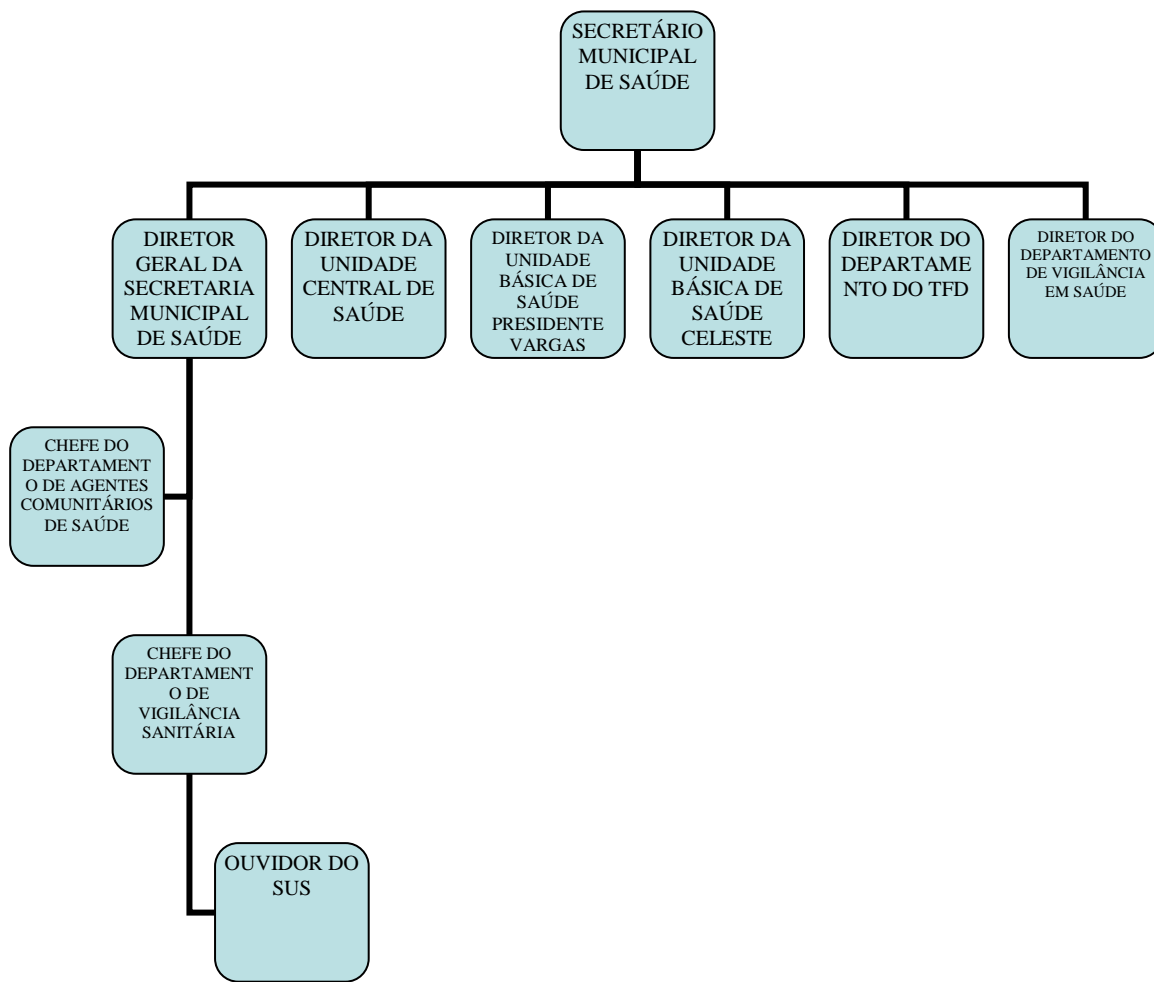 SECRETÁRIO
MUNICIPAL
DE SAÚDE
DIRETOR
GERAL DA
SECRETARIA
MUNICIPAL
DE SAÚDE
DIRETOR DA
UNIDADE
CENTRAL DE
SAÚDE
DIRETOR DA
UNIDADE
BÁSICA DE
SAÚDE
PRESIDENTE
VARGAS
DIRETOR DA
UNIDADE
BÁSICA DE
SAÚDE
CELESTE
DIRETOR DO
DEPARTAME
NTO DO TFD
DIRETOR DO
DEPARTAMENTO
DE VIGILÂNCIA
EM SAÚDE
CHEFE DO
DEPARTAMENT
O DE AGENTES
COMUNITÁRIOS
DE SAÚDE
CHEFE DO
DEPARTAMENT
O DE
VIGILÂNCIA
SANITÁRIA
OUVIDOR DO
SUS